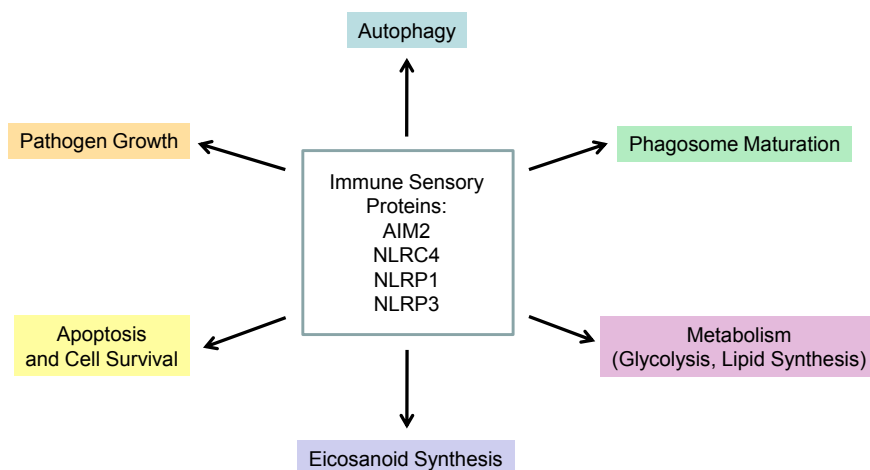 Autophagy
Pathogen Growth
Phagosome Maturation
Immune Sensory
Proteins:
AIM2
NLRC4
NLRP1
NLRP3
Apoptosis
and Cell Survival
Metabolism
(Glycolysis, Lipid Synthesis)
Eicosanoid Synthesis